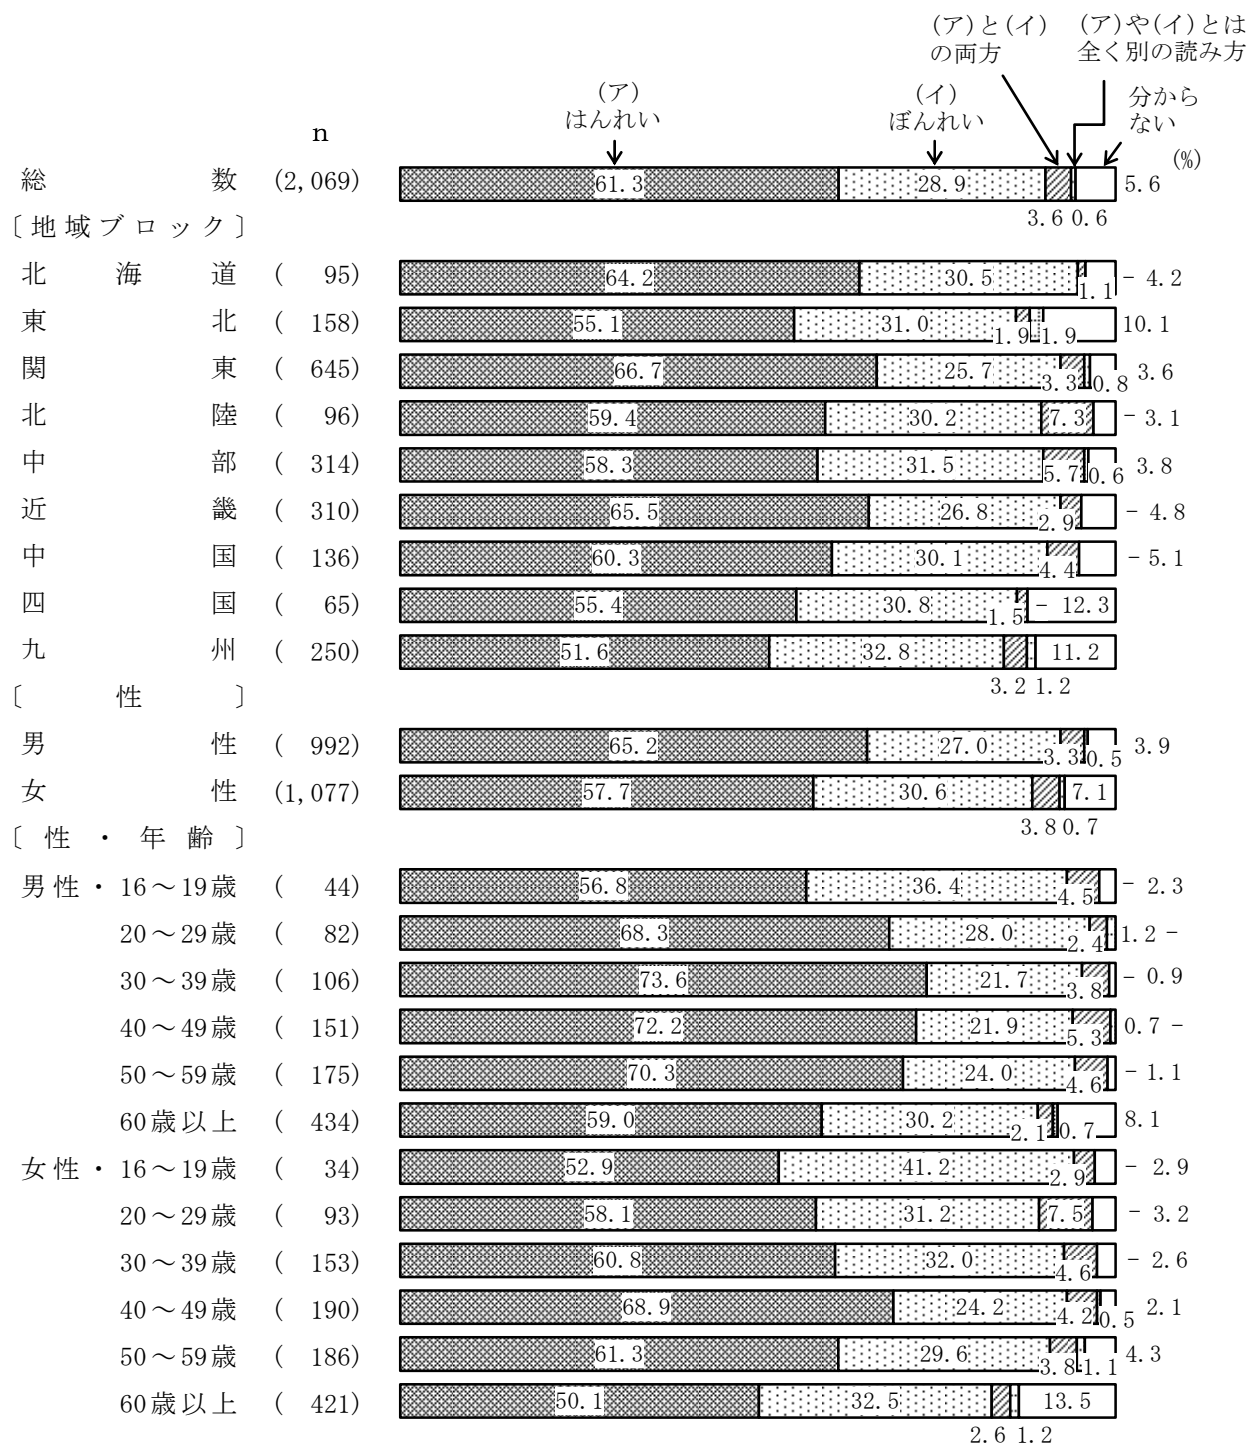 (ア)と(イ)の両方
(ア)や(イ)とは全く別の読み方
(ア)はんれい
(イ)ぼんれい
分からない
n
(%)
総数 (2,069) 61.3 28.9 3.6 0.6 5.6
〔地域ブロック〕
北海道 ( 95) 64.2 30.5 1.1 - 4.2
東北 ( 158) 55.1 31.0 1.9 1.9 10.1
関東 ( 645) 66.7 25.7 3.3 0.8 3.6
北陸 ( 96) 59.4 30.2 7.3 - 3.1
中部 ( 314) 58.3 31.5 5.7 0.6 3.8
近畿 ( 310) 65.5 26.8 2.9 - 4.8
中国 ( 136) 60.3 30.1 4.4 - 5.1
四国 ( 65) 55.4 30.8 1.5 - 12.3
九州 ( 250) 51.6 32.8 3.2 1.2 11.2
〔性〕
男性 ( 992) 65.2 27.0 3.3 0.5 3.9
女性 (1,077) 57.7 30.6 3.8 0.7 7.1
〔性・年齢〕
男性・16～19歳 ( 44) 56.8 36.4 4.5 - 2.3
20～29歳 ( 82) 68.3 28.0 2.4 1.2 -
30～39歳 ( 106) 73.6 21.7 3.8 - 0.9
40～49歳 ( 151) 72.2 21.9 5.3 0.7 -
50～59歳 ( 175) 70.3 24.0 4.6 - 1.1
60歳以上 ( 434) 59.0 30.2 2.1 0.7 8.1
女性・16～19歳 ( 34) 52.9 41.2 2.9 - 2.9
20～29歳 ( 93) 58.1 31.2 7.5 - 3.2
30～39歳 ( 153) 60.8 32.0 4.6 - 2.6
40～49歳 ( 190) 68.9 24.2 4.2 0.5 2.1
50～59歳 ( 186) 61.3 29.6 3.8 1.1 4.3
60歳以上 ( 421) 50.1 32.5 2.6 1.2 13.5